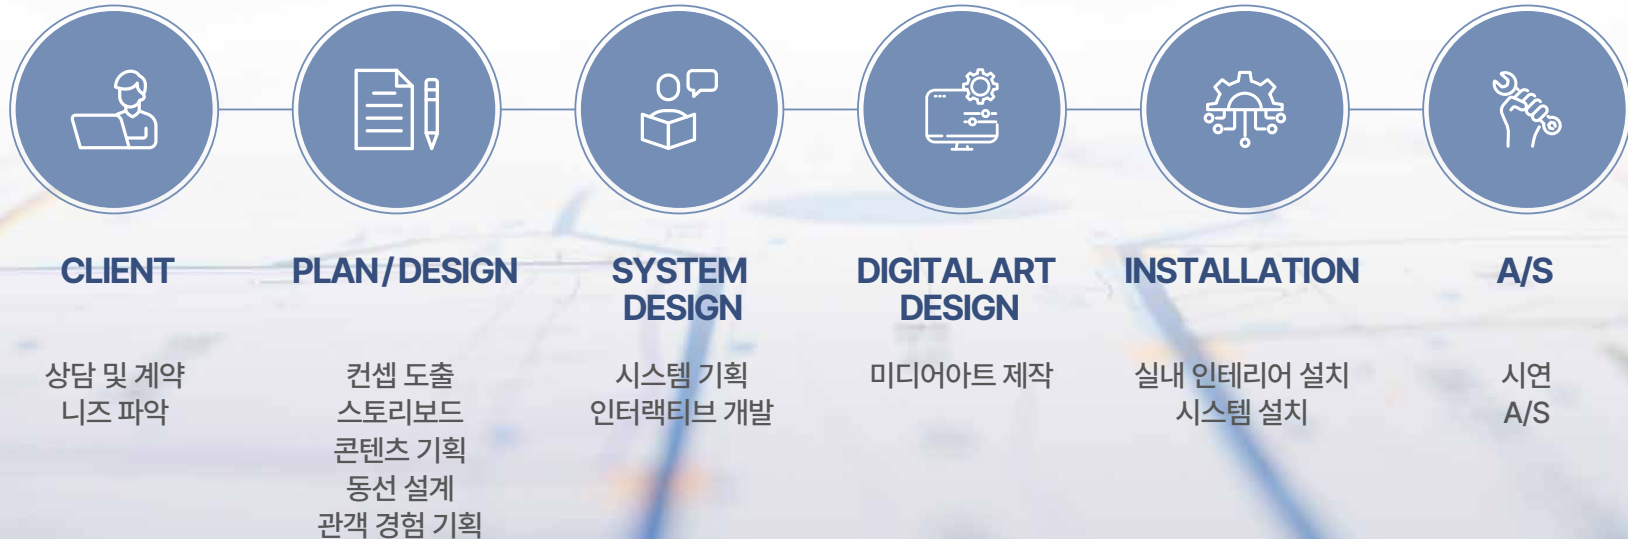 CLIENT
상담 및 계약
니즈 파악
PLAN / DESIGN
컨셉 도출
스토리보드
콘텐츠 기획
동선 설계
관객 경험 기획
SYSTEM
DESIGN
시스템 기획
인터랙티브 개발
DIGITAL ART
DESIGN
미디어아트 제작
INSTALLATION
실내 인테리어 설치
시스템 설치
A/S
시연
A/S